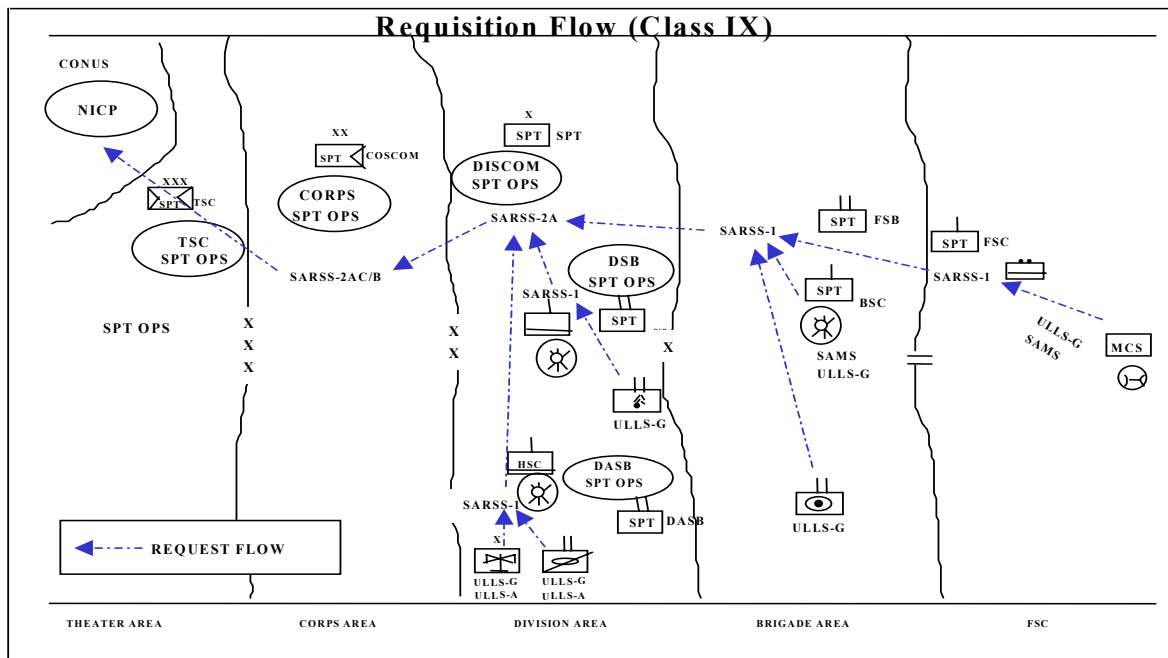 Requisition Flow (Class IX)
CONUS
NICP
XXX
SPT
TSC
TSC
SPT OPS
SPT OPS
X
X
X
XX
SPT
COSCOM
CORPS
SPT OPS
SARSS-2AC/B
X
X
X
SPT
SPT
DISCOM
SPT OPS
SARSS-2A
DSB
SPT OPS
SARSS-1
SPT
X
ULLS-G
HSC
DASB
SPT OPS
SARSS-1
SPT
DASB
X
ULLS-G
ULLS-A
ULLS-G
ULLS-A
SARSS-1
SPT
FSB
SPT
BSC
SAMS
ULLS-G
ULLS-G
SPT
FSC
SARSS-1
ULLS-G
SAMS
MCS
REQUEST FLOW
THEATER AREA
CORPS AREA
DIVISION AREA
BRIGADE AREA
FSC